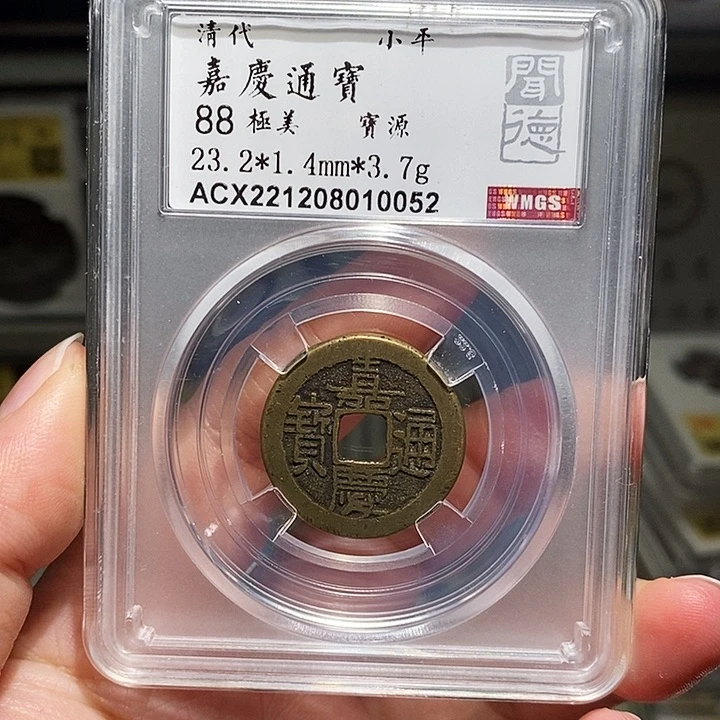 清代 小平
嘉慶通寶
88 極美 寶源
23.2*1.4mm*3.7g
ACX221208010052
聞德
WMGS
嘉慶通寶